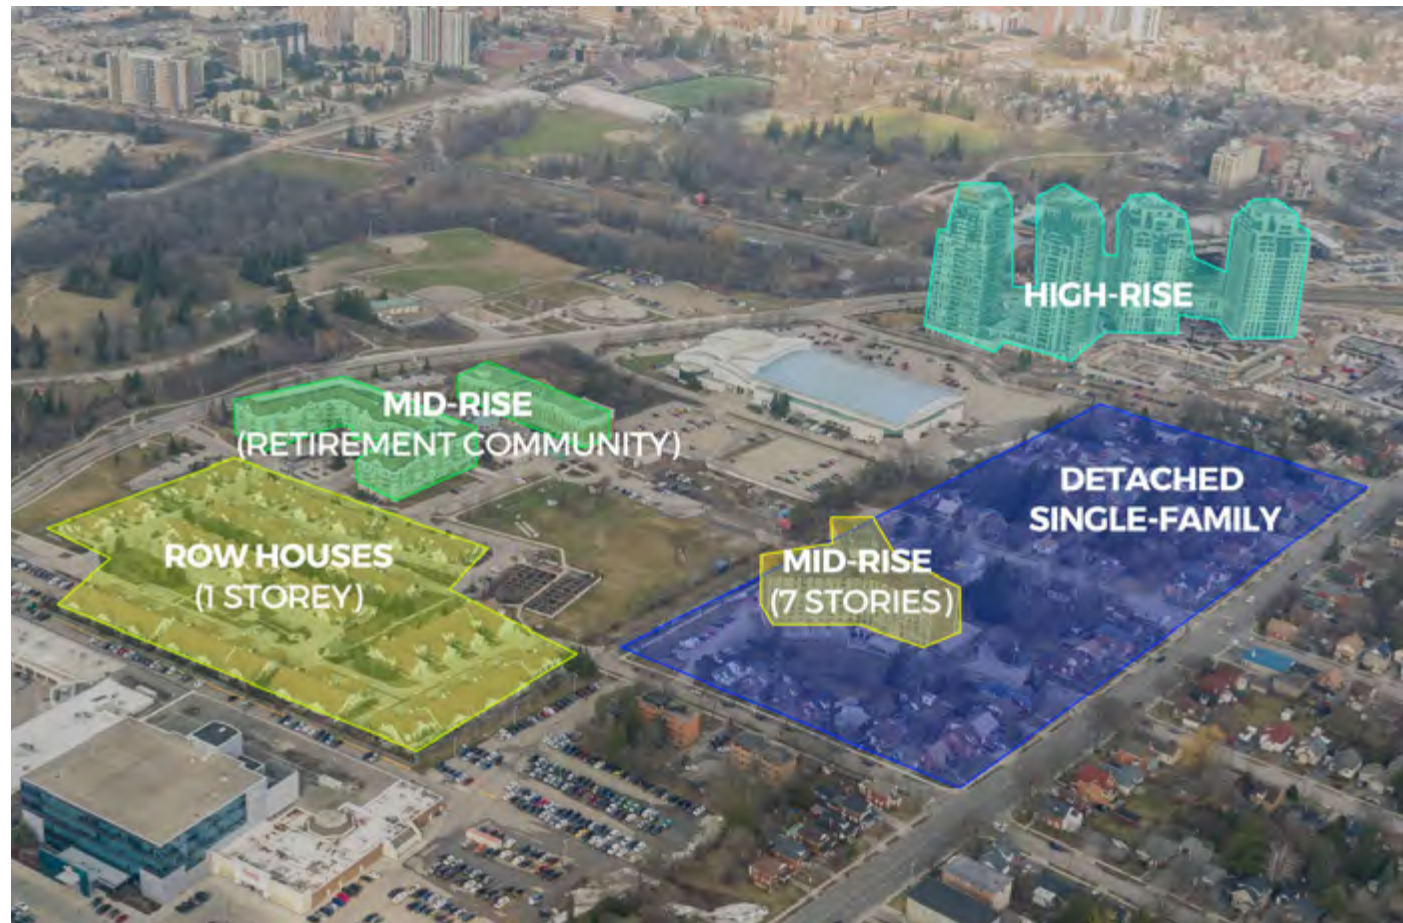 HIGH-RISE
MID-RISE
(RETIREMENT COMMUNITY)
DETACHED
SINGLE-FAMILY
ROW HOUSES
(1 STOREY)
MID-RISE
(7 STORIES)